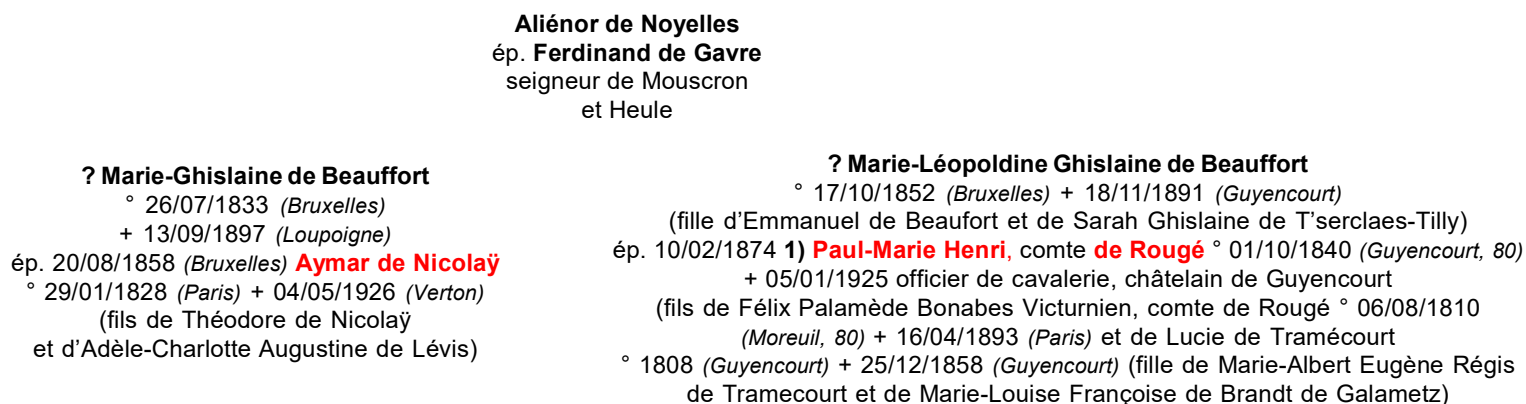 Aliénor de Noyelles
ép. Ferdinand de Gavre
seigneur de Mouscron
et Heule
? Marie-Ghislaine de Beauffort
° 26/07/1833 (Bruxelles)
+ 13/09/1897 (Loupoigne)
ép. 20/08/1858 (Bruxelles) Aymar de Nicolaÿ
° 29/01/1828 (Paris) + 04/05/1926 (Verton)
(fils de Théodore de Nicolaÿ
et d’Adèle-Charlotte Augustine de Lévis)
? Marie-Léopoldine Ghislaine de Beauffort
° 17/10/1852 (Bruxelles) + 18/11/1891 (Guyencourt)
(fille d’Emmanuel de Beaufort et de Sarah Ghislaine de T’serclaes-Tilly)
ép. 10/02/1874 1) Paul-Marie Henri, comte de Rougé ° 01/10/1840 (Guyencourt, 80)
+ 05/01/1925 officier de cavalerie, châtelain de Guyencourt
(fils de Félix Palamède Bonabes Victurnien, comte de Rougé ° 06/08/1810
(Moreuil, 80) + 16/04/1893 (Paris) et de Lucie de Tramécourt
° 1808 (Guyencourt) + 25/12/1858 (Guyencourt) (fille de Marie-Albert Eugène Régis
de Tramecourt et de Marie-Louise Françoise de Brandt de Galametz)